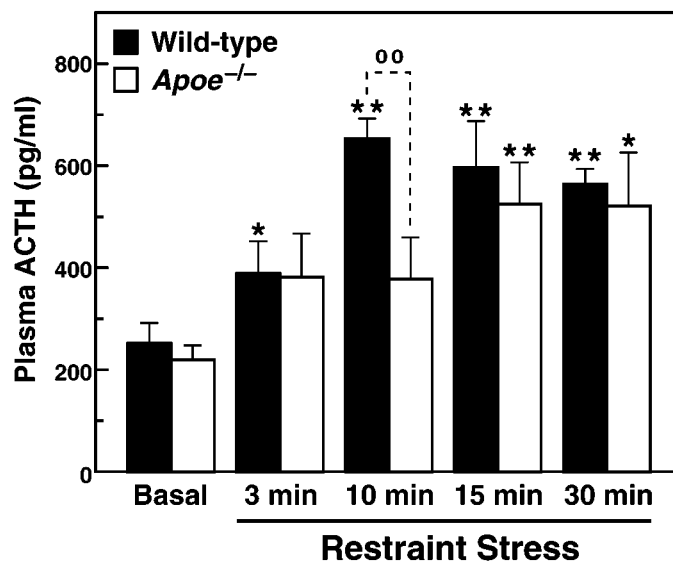 Wild-type
Apoe⁻/⁻
oo
**
**
**
**
*
*
Plasma ACTH (pg/ml)
800
600
400
200
0
Basal 3 min 10 min 15 min 30 min
Restraint Stress